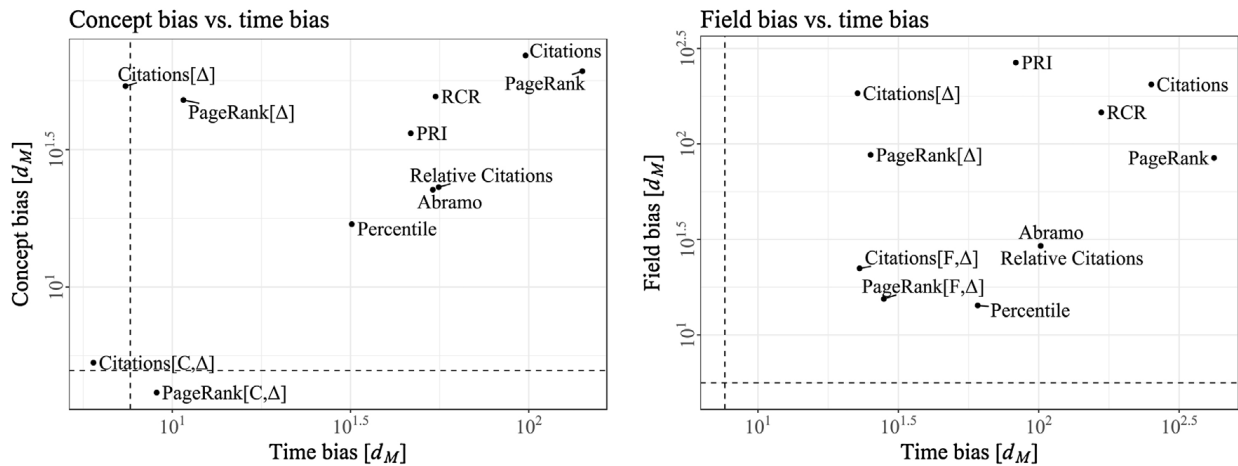 Concept bias vs. time bias
Citations
Citations[Δ]
PageRank
PageRank[Δ]
RCR
PRI
Relative Citations
Abramo
Percentile
Citations[C,Δ]
PageRank[C,Δ]
10^1.5
10^1
Concept bias [d_M]
10^1
10^1.5
10^2
Time bias [d_M]
Field bias vs. time bias
PRI
Citations
Citations[Δ]
RCR
PageRank[Δ]
PageRank
Abramo
Relative Citations
Citations[F,Δ]
PageRank[F,Δ]
Percentile
10^2.5
10^2
10^1.5
10^1
Field bias [d_M]
10^1
10^1.5
10^2
10^2.5
Time bias [d_M]